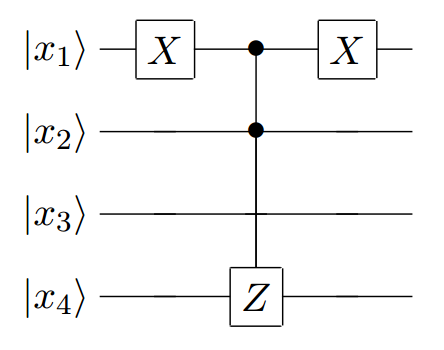 |x₁⟩ X X
|x₂⟩
|x₃⟩
|x₄⟩ Z